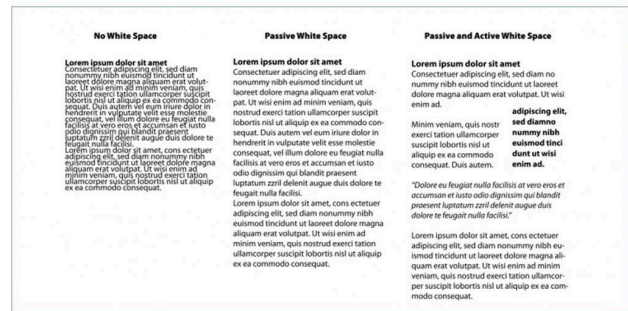 No White Space
Lorem ipsum dolor sit amet
Consectetuer adipiscing elit, sed diam
nonummy nibh euismod tincidunt ut
laoreet dolore magna aliquam erat volut-
pat. Ut wisi enim ad minim veniam, quis
nostrud exerci tation ullamcorper suscipit
lobortis nisl ut aliquip ex ea commodo con-
sequat. Duis autem vel eum iriure dolor in
hendrerit in vulputate velit esse molestie
consequat, vel illum dolore eu feugiat nulla
facilisis at vero eros et accumsan et iusto
odio dignissim qui blandit praesent
luptatum zzril delenit augue duis dolore te
feugait nulla facilisi.
Lorem ipsum dolor sit amet, cons ectetuer
adipiscing elit, sed diam nonummy nibh
euismod tincidunt ut laoreet dolore magna
aliquam erat volutpat. Ut wisi enim ad
minim veniam, quis nostrud exerci tation
ullamcorper suscipit lobortis nisl ut aliquip
ex ea commodo consequat.
Passive White Space
Lorem ipsum dolor sit amet
Consectetuer adipiscing elit, sed diam
nonummy nibh euismod tincidunt ut
laoreet dolore magna aliquam erat volut-
pat. Ut wisi enim ad minim veniam, quis
nostrud exerci tation ullamcorper suscipit
lobortis nisl ut aliquip ex ea commodo con-
sequat. Duis autem vel eum iriure dolor in
hendrerit in vulputate velit esse molestie
consequat, vel illum dolore eu feugiat nulla
facilisis at vero eros et accumsan et iusto
odio dignissim qui blandit praesent
luptatum zzril delenit augue duis dolore te
feugait nulla facilisi.
Lorem ipsum dolor sit amet, cons ectetuer
adipiscing elit, sed diam nonummy nibh
euismod tincidunt ut laoreet dolore magna
aliquam erat volutpat. Ut wisi enim ad
minim veniam, quis nostrud exerci tation
ullamcorper suscipit lobortis nisl ut aliquip
ex ea commodo consequat.
Passive and Active White Space
Lorem ipsum dolor sit amet
Consectetuer adipiscing elit, sed diam no
nummy nibh euismod tincidunt ut laoreet
dolore magna aliquam erat volutpat. Ut wisi
enim ad.
Minim veniam, quis nostr
exerci tation ullamcorper
suscipit lobortis nisl ut
aliquip ex ea commodo
consequat. Duis autem.
adipiscing elit,
sed diamno
nummy nibh
euismod tinci
dunt ut wisi
enim ad.
"Dolore eu feugiat nulla facilisis at vero eros et
accumsan et iusto odio dignissim qui blandit
praesent luptatum zzril delenit augue duis
dolore te feugait nulla facilisi."
Lorem ipsum dolor sit amet, cons ectetuer
adipiscing elit, sed diam nonummy nibh eu-
ismod tincidunt ut laoreet dolore magna ali-
quam erat volutpat. Ut wisi enim ad minim
veniam, quis nostrud exerci tation ullamcor-
per suscipit lobortis nisl ut aliquip ex ea com-
modo consequat.